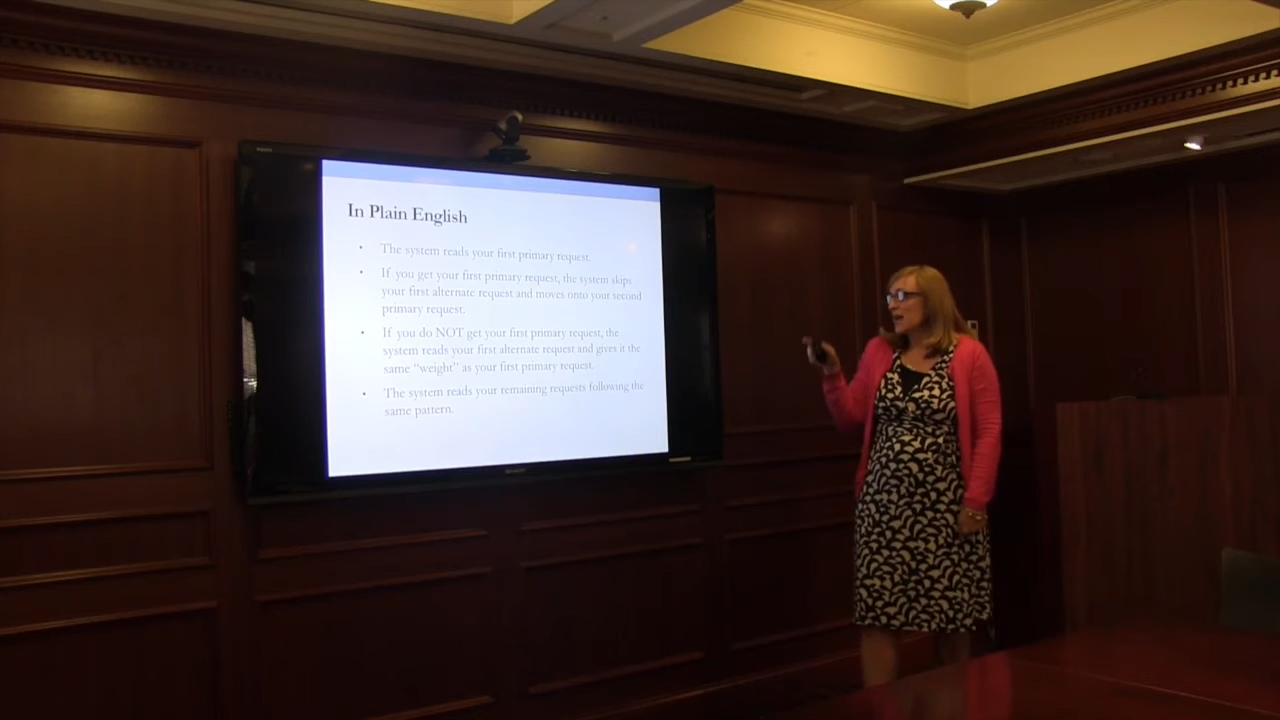 In Plain English
• The system reads your first primary request.
• If you get your first primary request, the system skips
your first alternate request and moves onto your second
primary request.
• If you do NOT get your first primary request, the
system reads your first alternate request and gives it the
same “weight” as your first primary request.
• The system reads your remaining requests following the
same pattern.